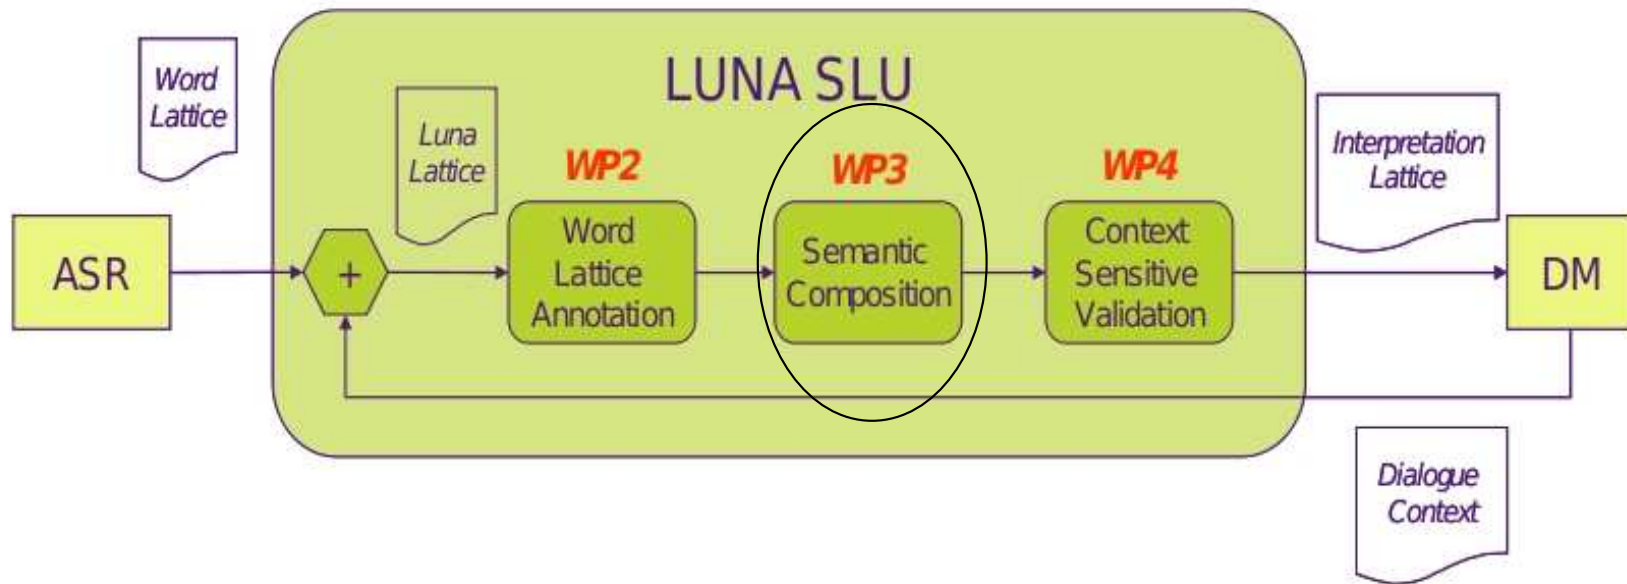 LUNA SLU
Word
Lattice
Luna
Lattice
WP2
WP3
WP4
Interpretation
Lattice
ASR
+
Word
Lattice
Annotation
Semantic
Composition
Context
Sensitive
Validation
DM
Dialogue
Context